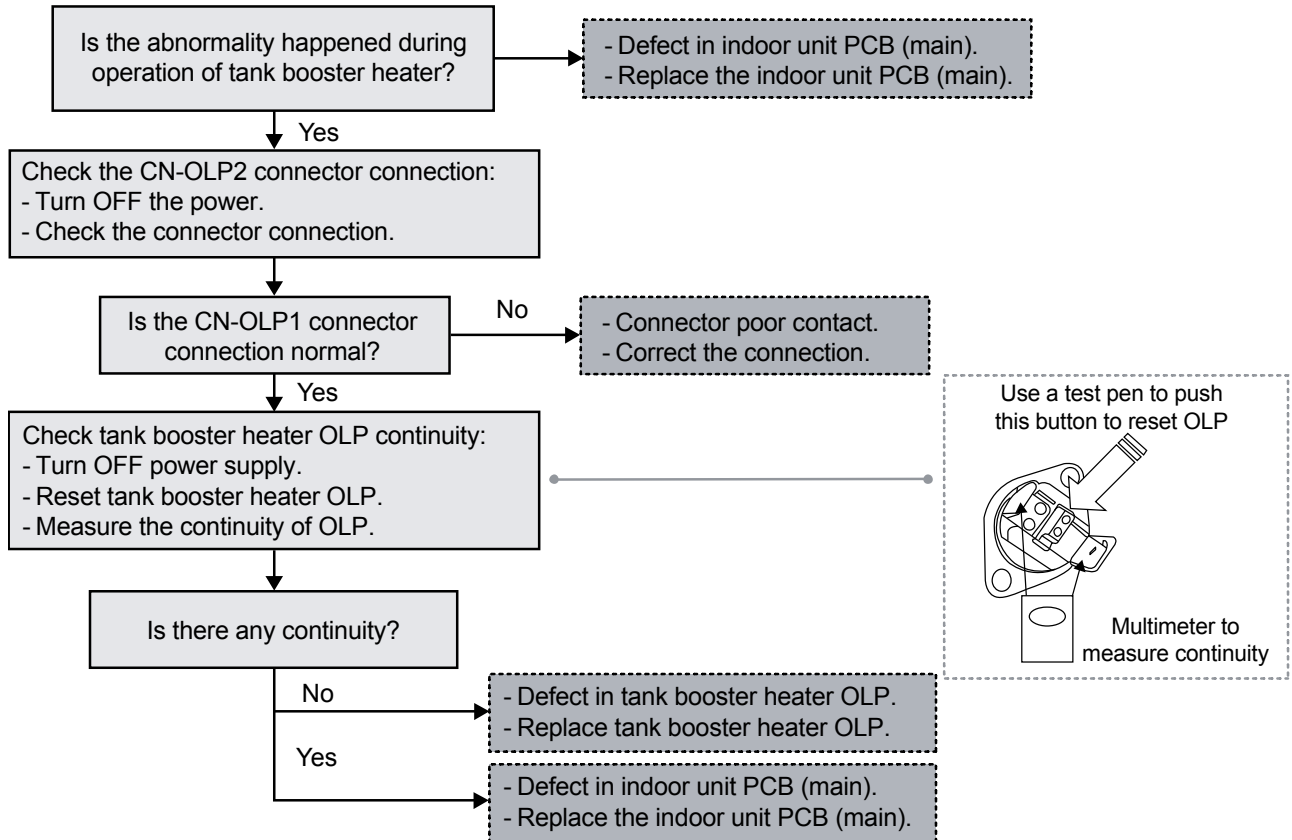 Is the abnormality happened during
operation of tank booster heater?
- Defect in indoor unit PCB (main).
- Replace the indoor unit PCB (main).
Yes
Check the CN-OLP2 connector connection:
- Turn OFF the power.
- Check the connector connection.
Is the CN-OLP1 connector
connection normal?
No
- Connector poor contact.
- Correct the connection.
Yes
Check tank booster heater OLP continuity:
- Turn OFF power supply.
- Reset tank booster heater OLP.
- Measure the continuity of OLP.
Use a test pen to push
this button to reset OLP
Multimeter to
measure continuity
Is there any continuity?
No
- Defect in tank booster heater OLP.
- Replace tank booster heater OLP.
Yes
- Defect in indoor unit PCB (main).
- Replace the indoor unit PCB (main).